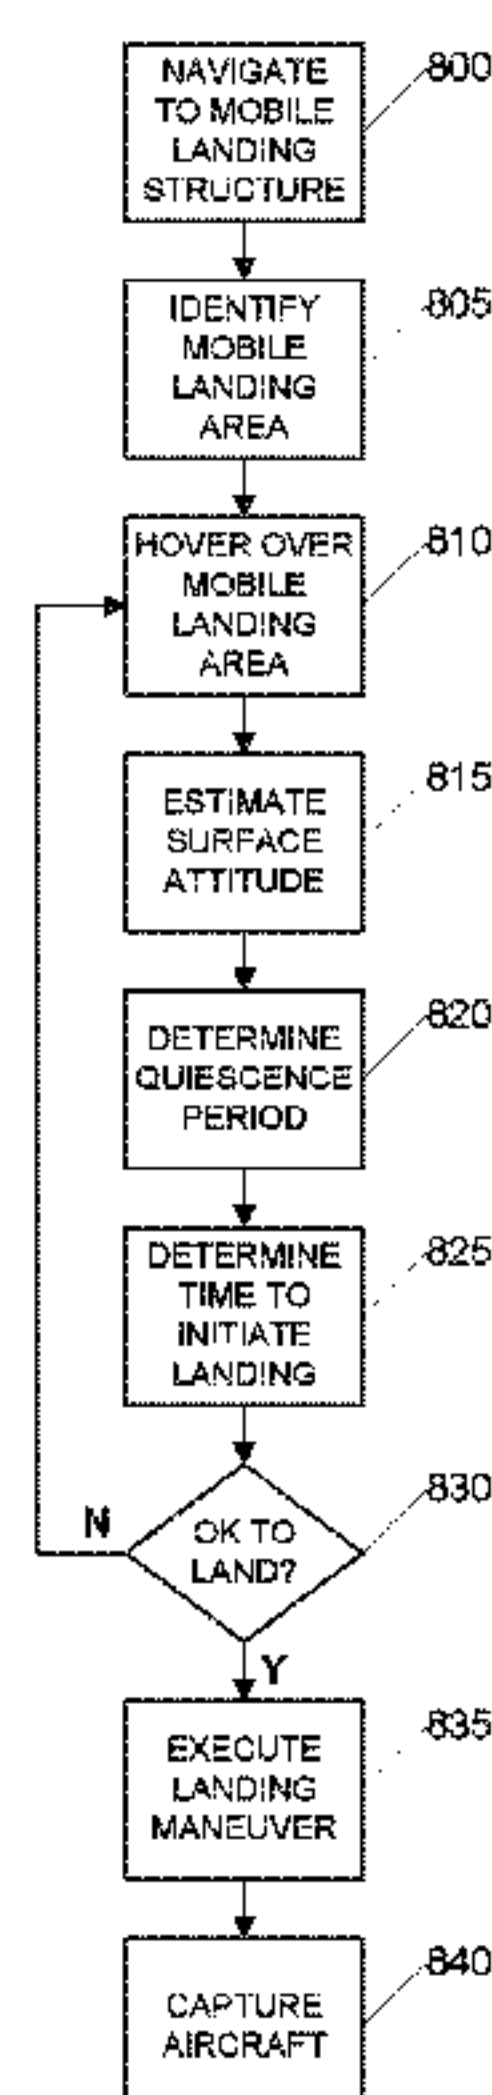 NAVIGATE
TO MOBILE
LANDING
STRUCTURE
800
IDENTIFY
MOBILE
LANDING
AREA
805
HOVER OVER
MOBILE
LANDING
AREA
810
ESTIMATE
SURFACE
ATTITUDE
815
DETERMINE
QUIESCENCE
PERIOD
820
DETERMINE
TIME TO
INITIATE
LANDING
825
OK TO
LAND?
830
N
Y
EXECUTE
LANDING
MANEUVER
835
CAPTURE
AIRCRAFT
840